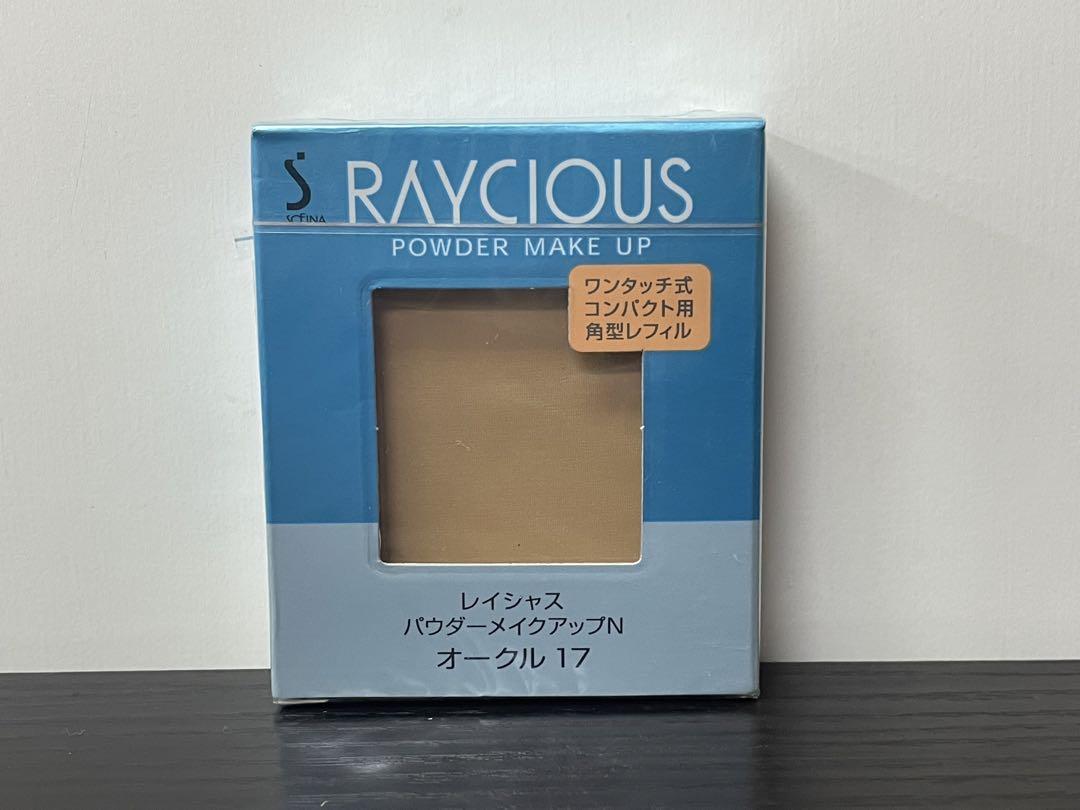 SOFINA
RAYCIOUS
POWDER MAKE UP
ワンタッチ式
コンパクト用
角型レフィル
レイシャス
パウダーメイクアップN
オークル 17